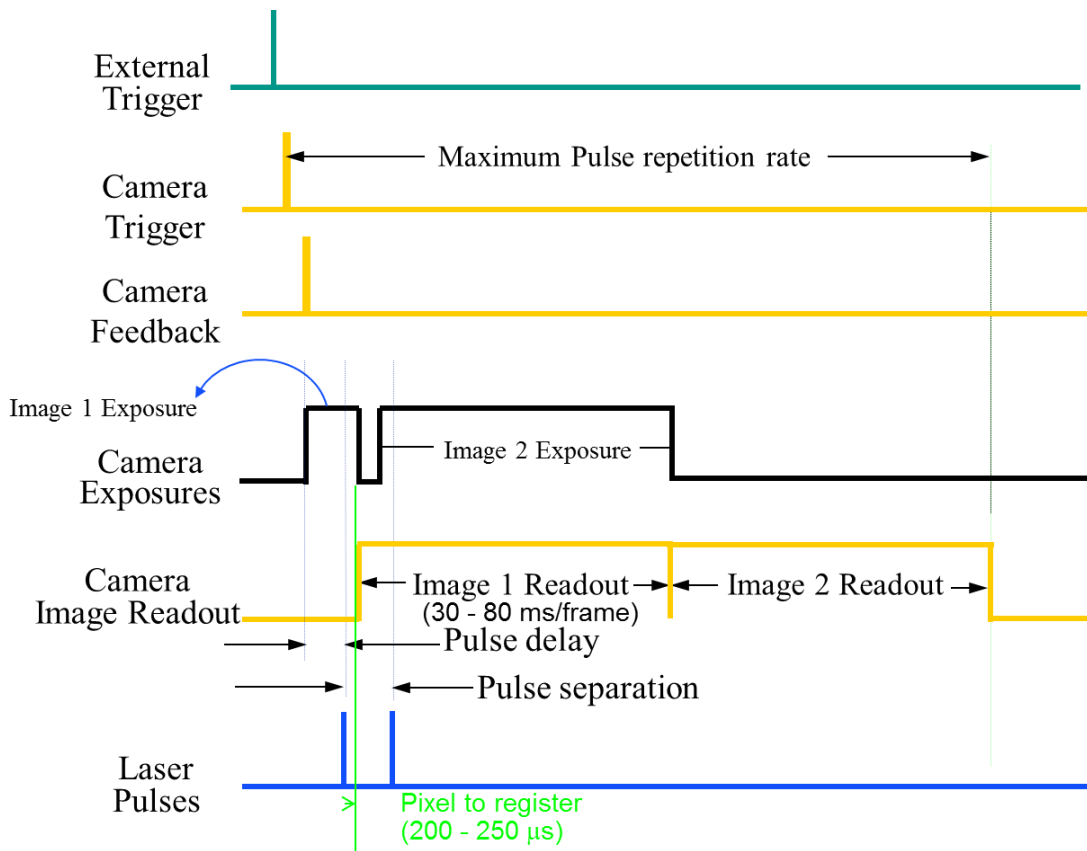 External
Trigger
Maximum Pulse repetition rate
Camera
Trigger
Camera
Feedback
Image 1 Exposure
Image 2 Exposure
Camera
Exposures
Camera
Image Readout
Image 1 Readout
(30 - 80 ms/frame)
Image 2 Readout
Pulse delay
Pulse separation
Laser
Pulses
Pixel to register
(200 - 250 µs)